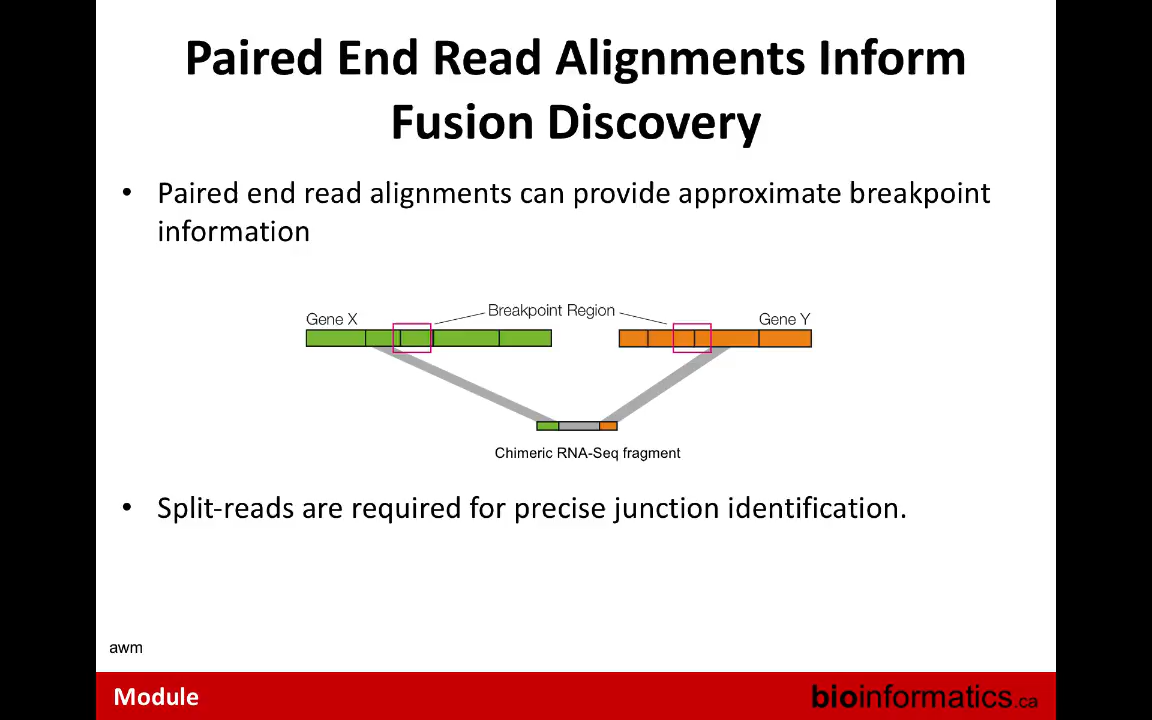 Paired End Read Alignments Inform
Fusion Discovery
• Paired end read alignments can provide approximate breakpoint
information
Breakpoint Region
Gene X
Gene Y
Chimeric RNA-Seq fragment
• Split-reads are required for precise junction identification.
awm
Module
bioinformatics.ca